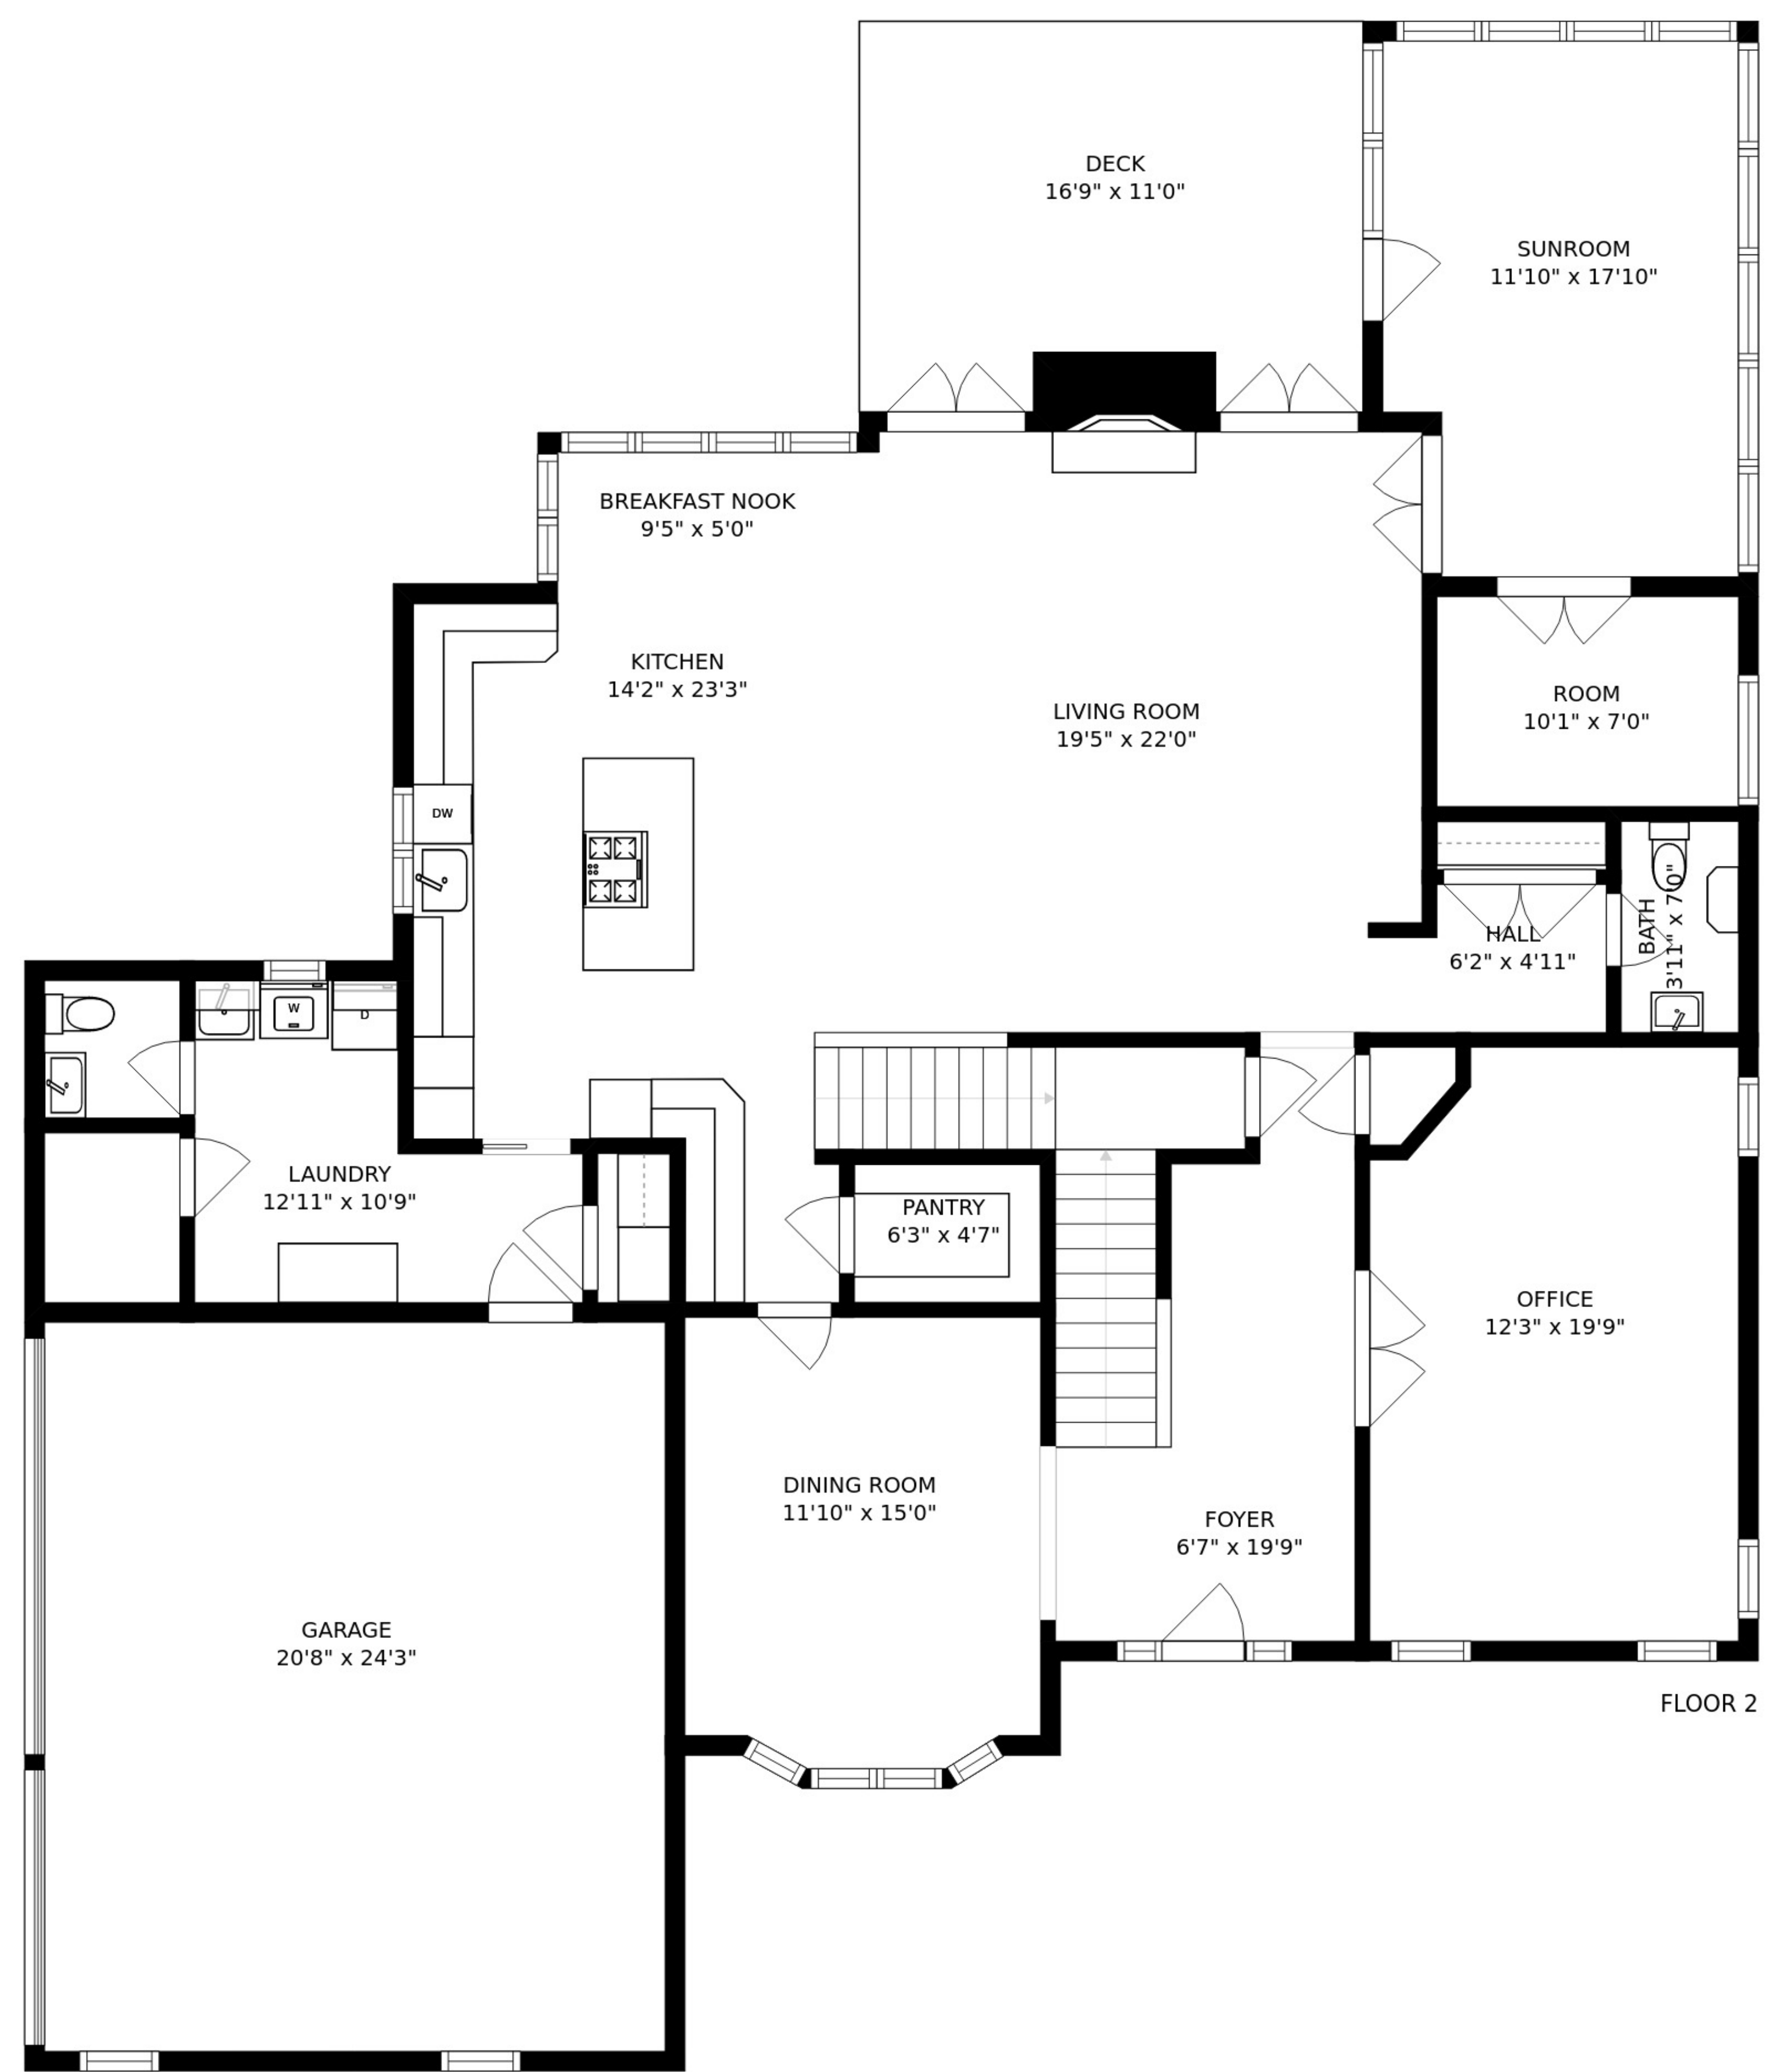 DECK
16'9" x 11'0"
SUNROOM
11'10" x 17'10"
BREAKFAST NOOK
9'5" x 5'0"
KITCHEN
14'2" x 23'3"
LIVING ROOM
19'5" x 22'0"
ROOM
10'1" x 7'0"
DW
HALL
6'2" x 4'11"
BATH
3'11" x 7'0"
W
D
LAUNDRY
12'11" x 10'9"
PANTRY
6'3" x 4'7"
OFFICE
12'3" x 19'9"
DINING ROOM
11'10" x 15'0"
FOYER
6'7" x 19'9"
GARAGE
20'8" x 24'3"
FLOOR 2